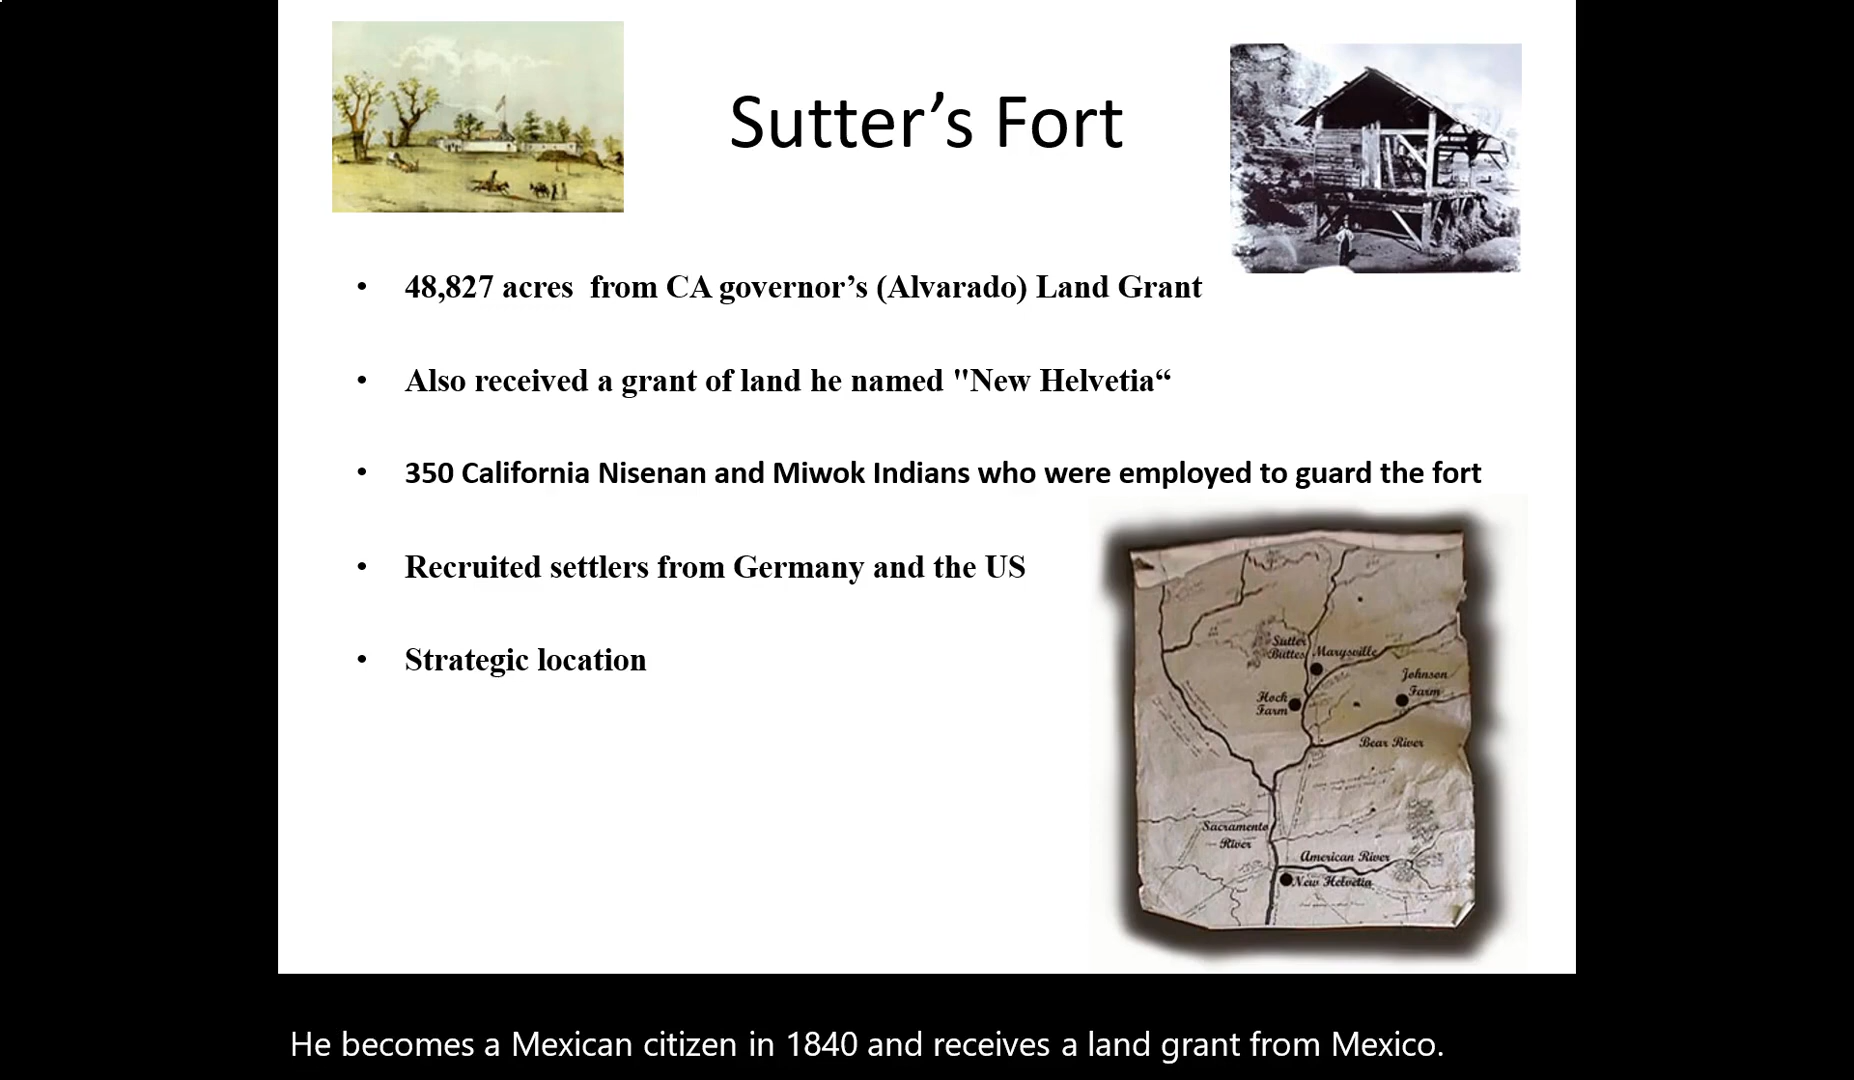 Sutter’s Fort
• 48,827 acres  from CA governor’s (Alvarado) Land Grant
• Also received a grant of land he named "New Helvetia“
• 350 California Nisenan and Miwok Indians who were employed to guard the fort
• Recruited settlers from Germany and the US
• Strategic location
Sutter
Buttes
Marysville
Johnson
Farm
Hock
Farm
Bear River
Sacramento
River
American River
New Helvetia
He becomes a Mexican citizen in 1840 and receives a land grant from Mexico.